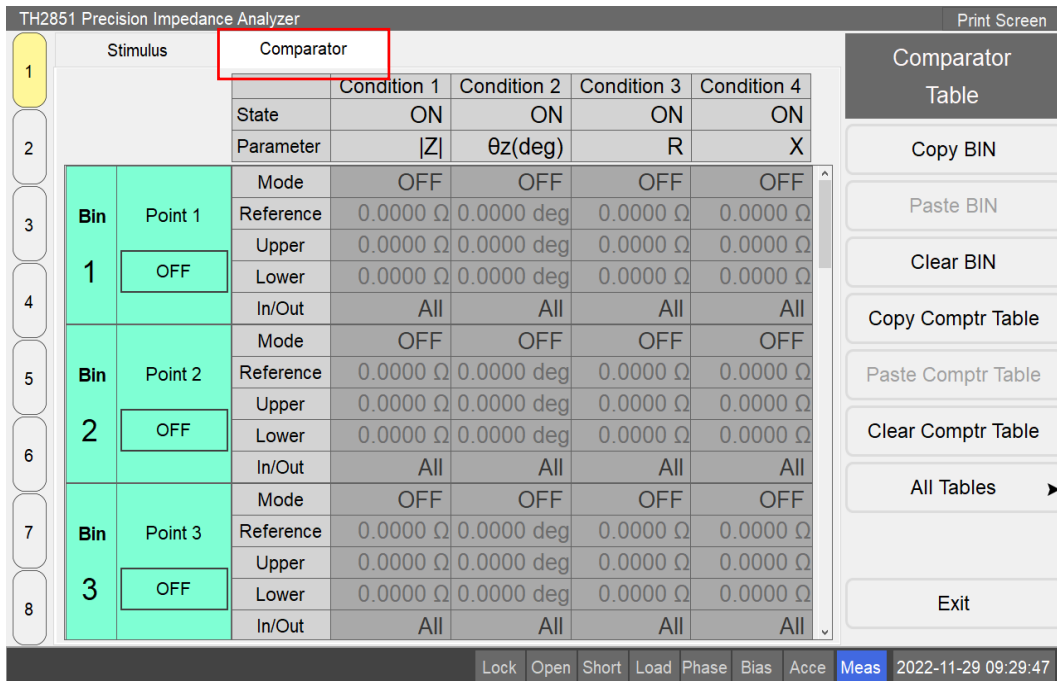 TH2851 Precision Impedance Analyzer Print Screen
Stimulus Comparator
Comparator
Table
1
2
3
4
5
6
7
8
Condition 1 Condition 2 Condition 3 Condition 4
State ON ON ON ON
Parameter |Z| θz(deg) R X
Bin 1 Point 1 OFF
Mode OFF OFF OFF OFF
Reference 0.0000 Ω 0.0000 deg 0.0000 Ω 0.0000 Ω
Upper 0.0000 Ω 0.0000 deg 0.0000 Ω 0.0000 Ω
Lower 0.0000 Ω 0.0000 deg 0.0000 Ω 0.0000 Ω
In/Out All All All All
Bin 2 Point 2 OFF
Mode OFF OFF OFF OFF
Reference 0.0000 Ω 0.0000 deg 0.0000 Ω 0.0000 Ω
Upper 0.0000 Ω 0.0000 deg 0.0000 Ω 0.0000 Ω
Lower 0.0000 Ω 0.0000 deg 0.0000 Ω 0.0000 Ω
In/Out All All All All
Bin 3 Point 3 OFF
Mode OFF OFF OFF OFF
Reference 0.0000 Ω 0.0000 deg 0.0000 Ω 0.0000 Ω
Upper 0.0000 Ω 0.0000 deg 0.0000 Ω 0.0000 Ω
Lower 0.0000 Ω 0.0000 deg 0.0000 Ω 0.0000 Ω
In/Out All All All All
Copy BIN
Paste BIN
Clear BIN
Copy Comptr Table
Paste Comptr Table
Clear Comptr Table
All Tables
Exit
Lock Open Short Load Phase Bias Acce Meas 2022-11-29 09:29:47